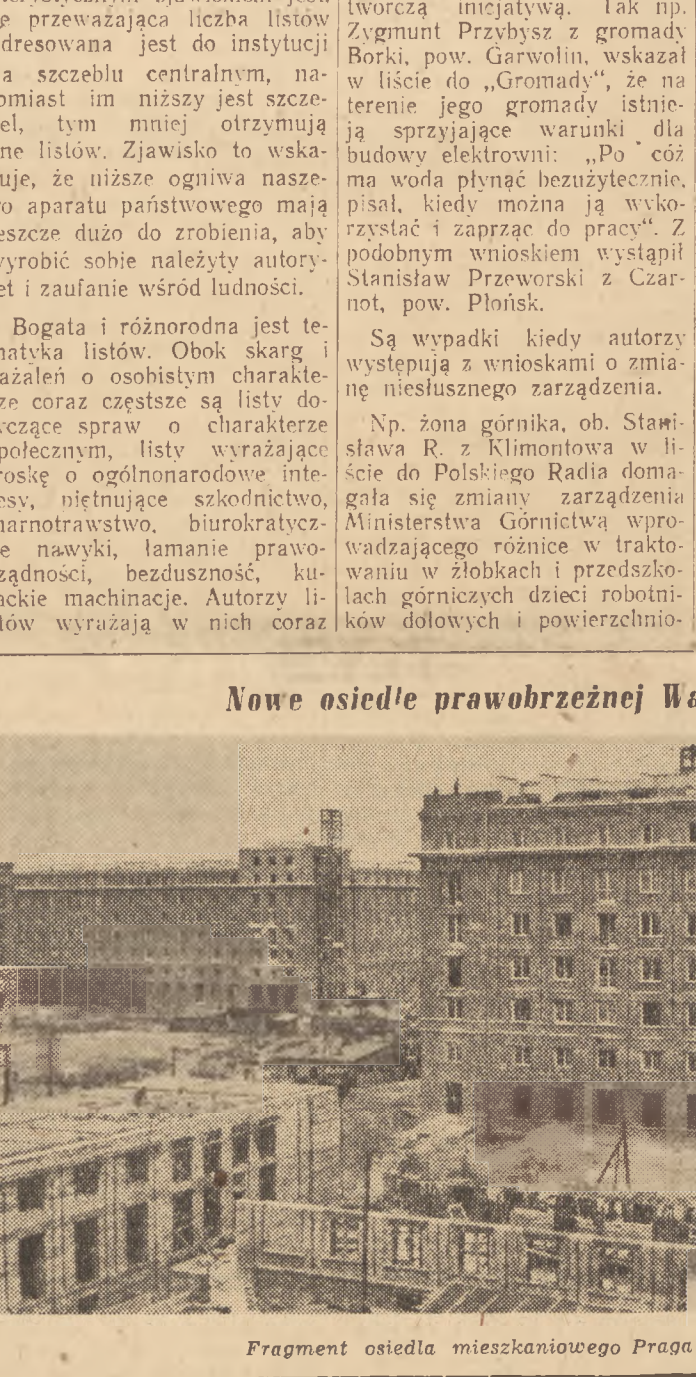 przeważająca liczba listów
dresowana jest do instytucji
a szczeblu centralnym, na-
omiast im niższy jest szcze-
el, tym mniej otrzymują
ne listów. Zjawisko to wska-
uje, że niższe ogniwa nasze-
o aparatu państwowego mają
eszcze dużo do zrobienia, aby
wyrobić sobie należyty autory-
et i zaufanie wśród ludności.
Bogata i różnorodna jest te-
matyka listów. Obok skarg i
ażaleń o osobistym charakte-
ze coraz częstsze są listy do-
yczące spraw o charakterze
połecznym, listy wyrażające
roskę o ogólnonarodowe inte-
esy, piętnujące szkodnictwo,
marnotrawstwo, biurokratycz-
e nawyki, łamanie prawo-
ządności, bezduszność, ku-
ackie machinacje. Autorzy li-
tów wyrażają w nich coraz
twórczą inicjatywą. Tak np.
Zygmunt Przybysz z gromady
Borki, pow. Garwolin, wskazał
w liście do „Gromady“, że na
terenie jego gromady istnie-
ją sprzyjające warunki dla
budowy elektrowni: „Po cóż
ma woda płynąć bezużytecznie,
pisał, kiedy można ją wyko-
rzystać i zaprząc do pracy“. Z
podobnym wnioskiem wystąpił
Stanisław Przeworski z Czar-
not, pow. Płońsk.
Są wypadki kiedy autorzy
występują z wnioskami o zmia-
nę niesłusznego zarządzenia.
Np. żona górnika, ob. Stani-
sława R. z Klimontowa w li-
ście do Polskiego Radia doma-
gała się zmiany zarządzenia
Ministerstwa Górnictwa wpro-
wadzającego różnice w trakto-
waniu w żłobkach i przedszko-
lach górniczych dzieci robotni-
ków dołowych i powierzchnio-
Nowe osiedle prawobrzeżnej Wa
Fragment osiedla mieszkaniowego Praga